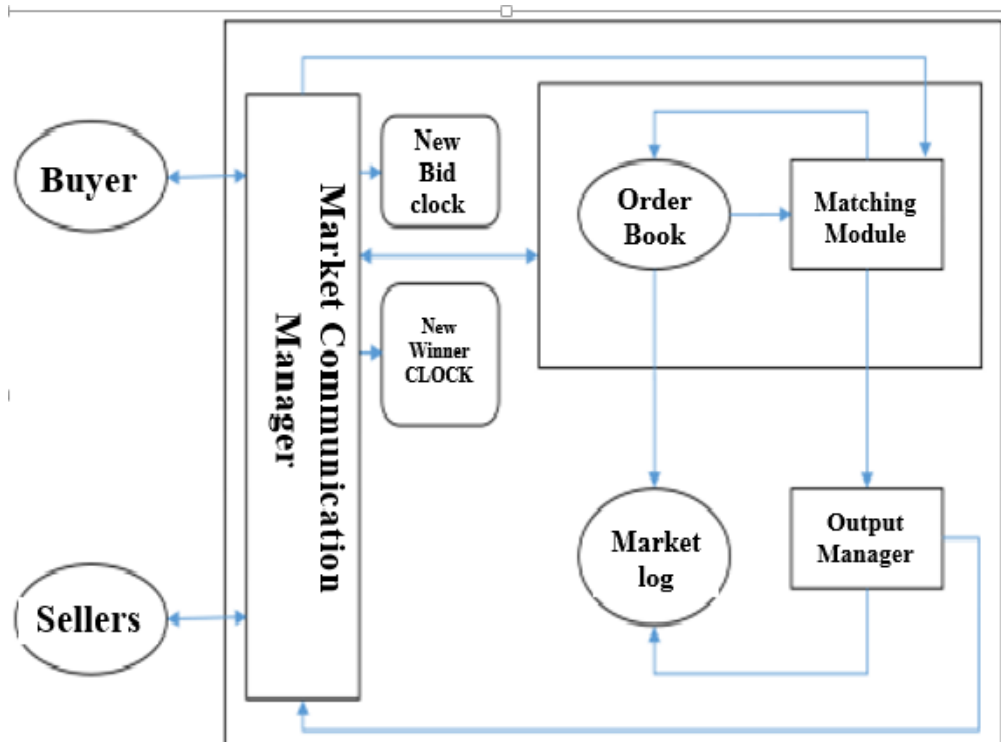 Buyer
Sellers
Market Communication
Manager
New
Bid
clock
New
Winner
CLOCK
Order
Book
Matching
Module
Market
log
Output
Manager